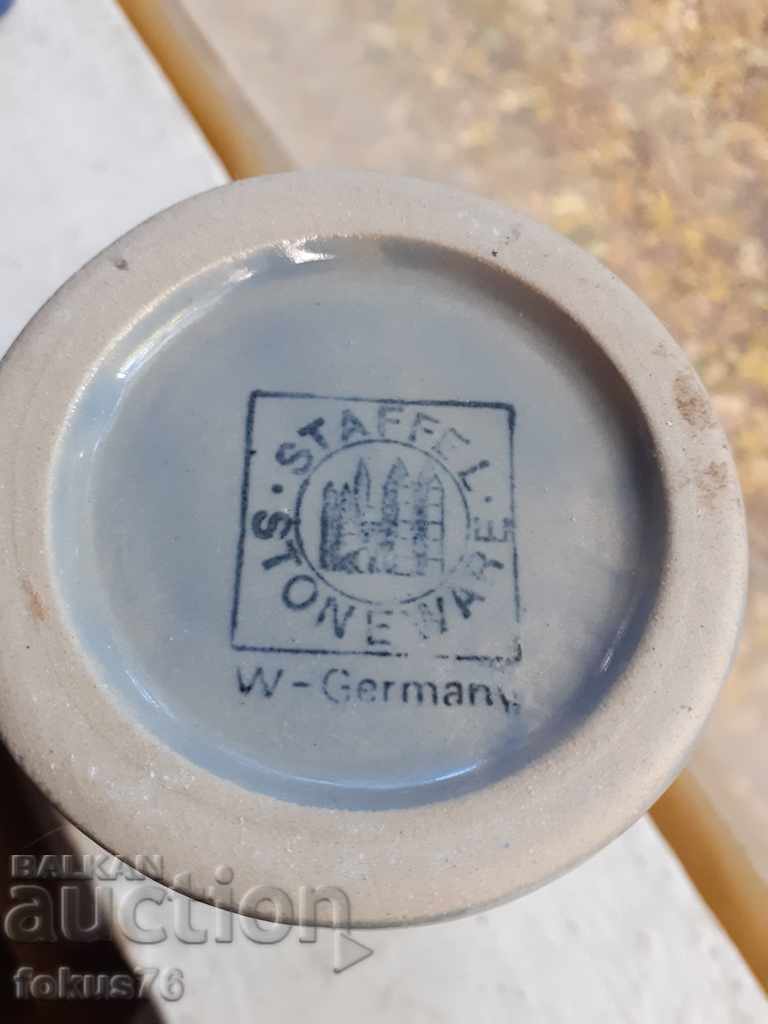 · STAFFEL ·
STONEWARE
W-Germany
BALKAN
auction
fokus76